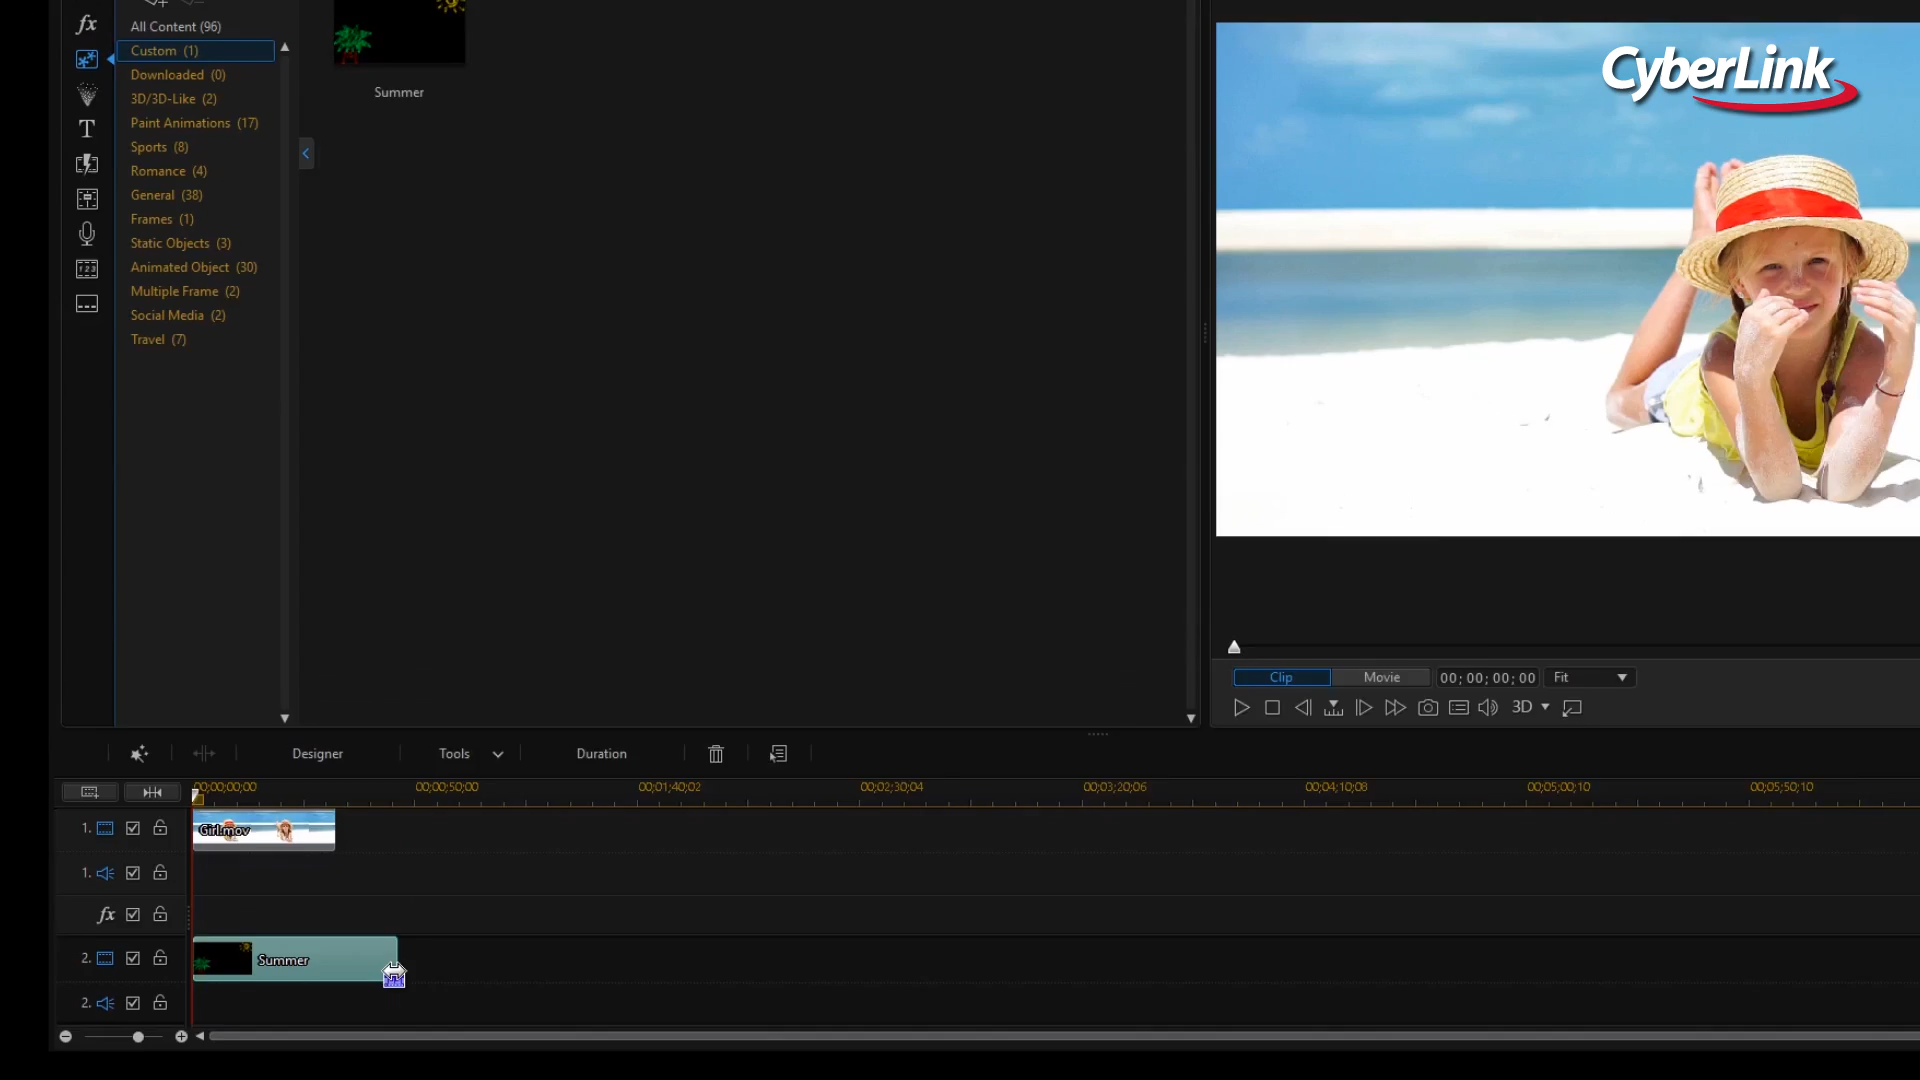 fx
All Content (96)
Custom (1)
Downloaded (0)
3D/3D-Like (2)
Paint Animations (17)
Sports (8)
Romance (4)
General (38)
Frames (1)
Static Objects (3)
Animated Object (30)
Multiple Frame (2)
Social Media (2)
Travel (7)
T
Summer
CyberLink
Clip
Movie
00;00;00;00
Fit
3D
Designer
Tools
Duration
00;00;00;00
00;00;50;00
00;01;40;02
00;02;30;04
00;03;20;06
00;04;10;08
00;05;00;10
00;05;50;10
1.
Girl.mov
1.
fx
2.
Summer
2.